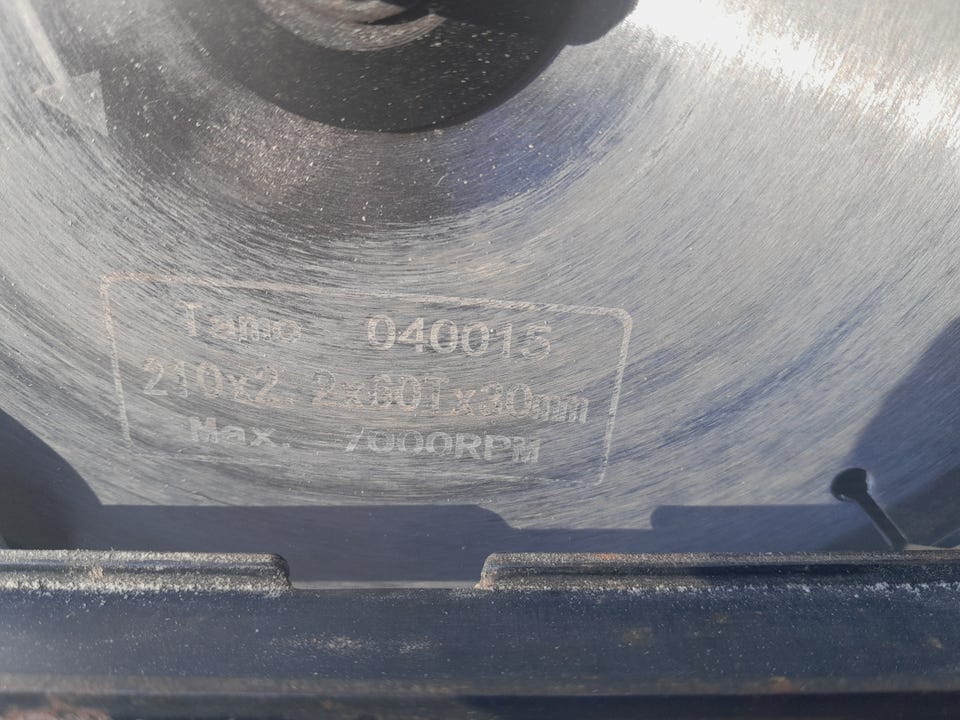 Tamo 040015
210x2.2x60Tx30mm
Max. 7000RPM